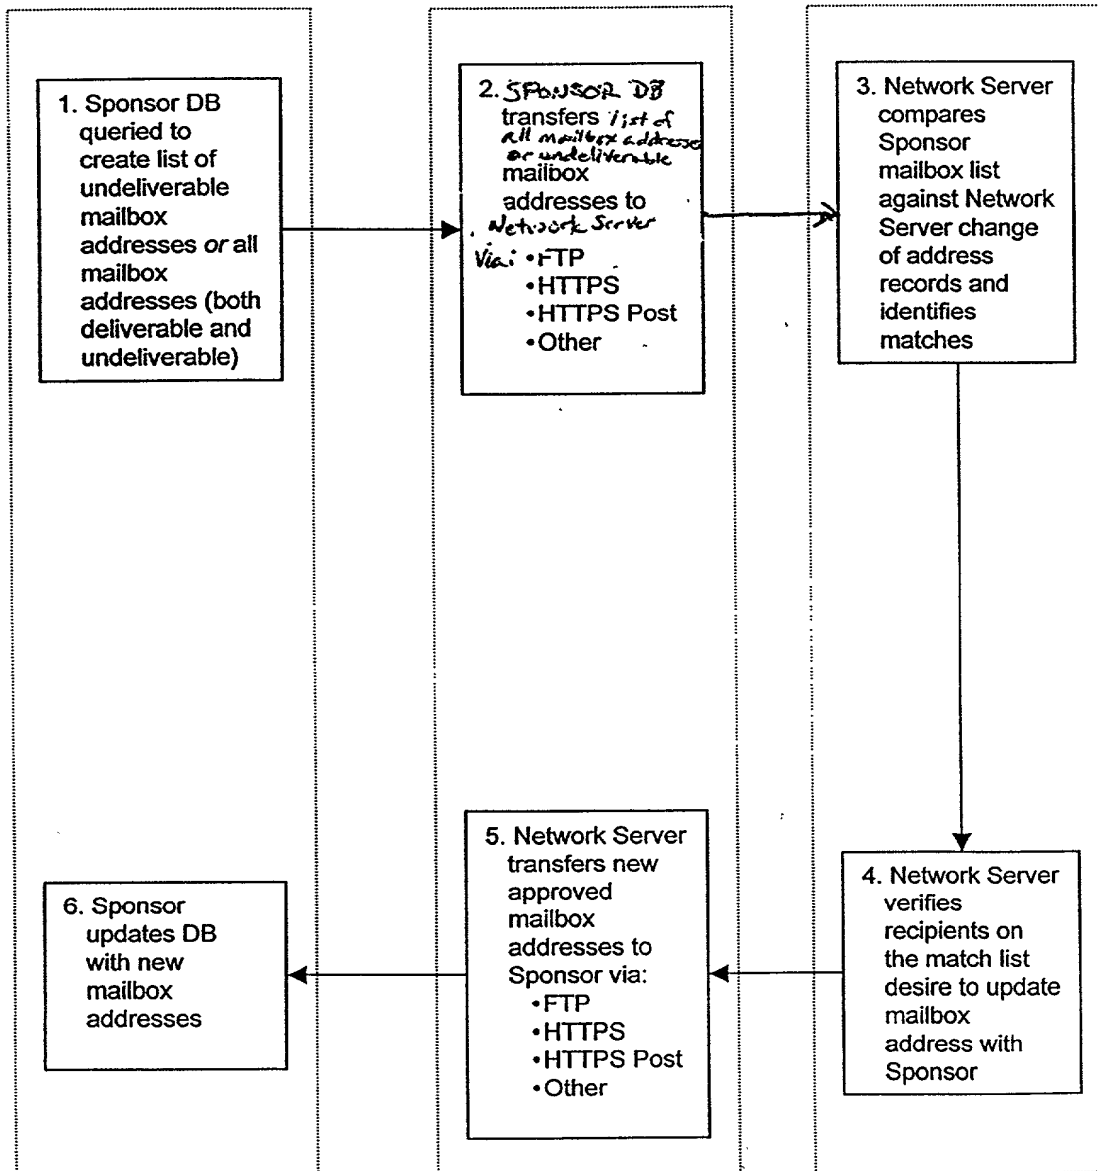 1. Sponsor DB
queried to
create list of
undeliverable
mailbox
addresses or all
mailbox
addresses (both
deliverable and
undeliverable)
2. SPONSOR DB
transfers list of
all mailbox addresses
or undeliverable
mailbox
addresses to
Network Server
Via: •FTP
•HTTPS
•HTTPS Post
•Other
3. Network Server
compares
Sponsor
mailbox list
against Network
Server change
of address
records and
identifies
matches
4. Network Server
verifies
recipients on
the match list
desire to update
mailbox
address with
Sponsor
5. Network Server
transfers new
approved
mailbox
addresses to
Sponsor via:
•FTP
•HTTPS
•HTTPS Post
•Other
6. Sponsor
updates DB
with new
mailbox
addresses